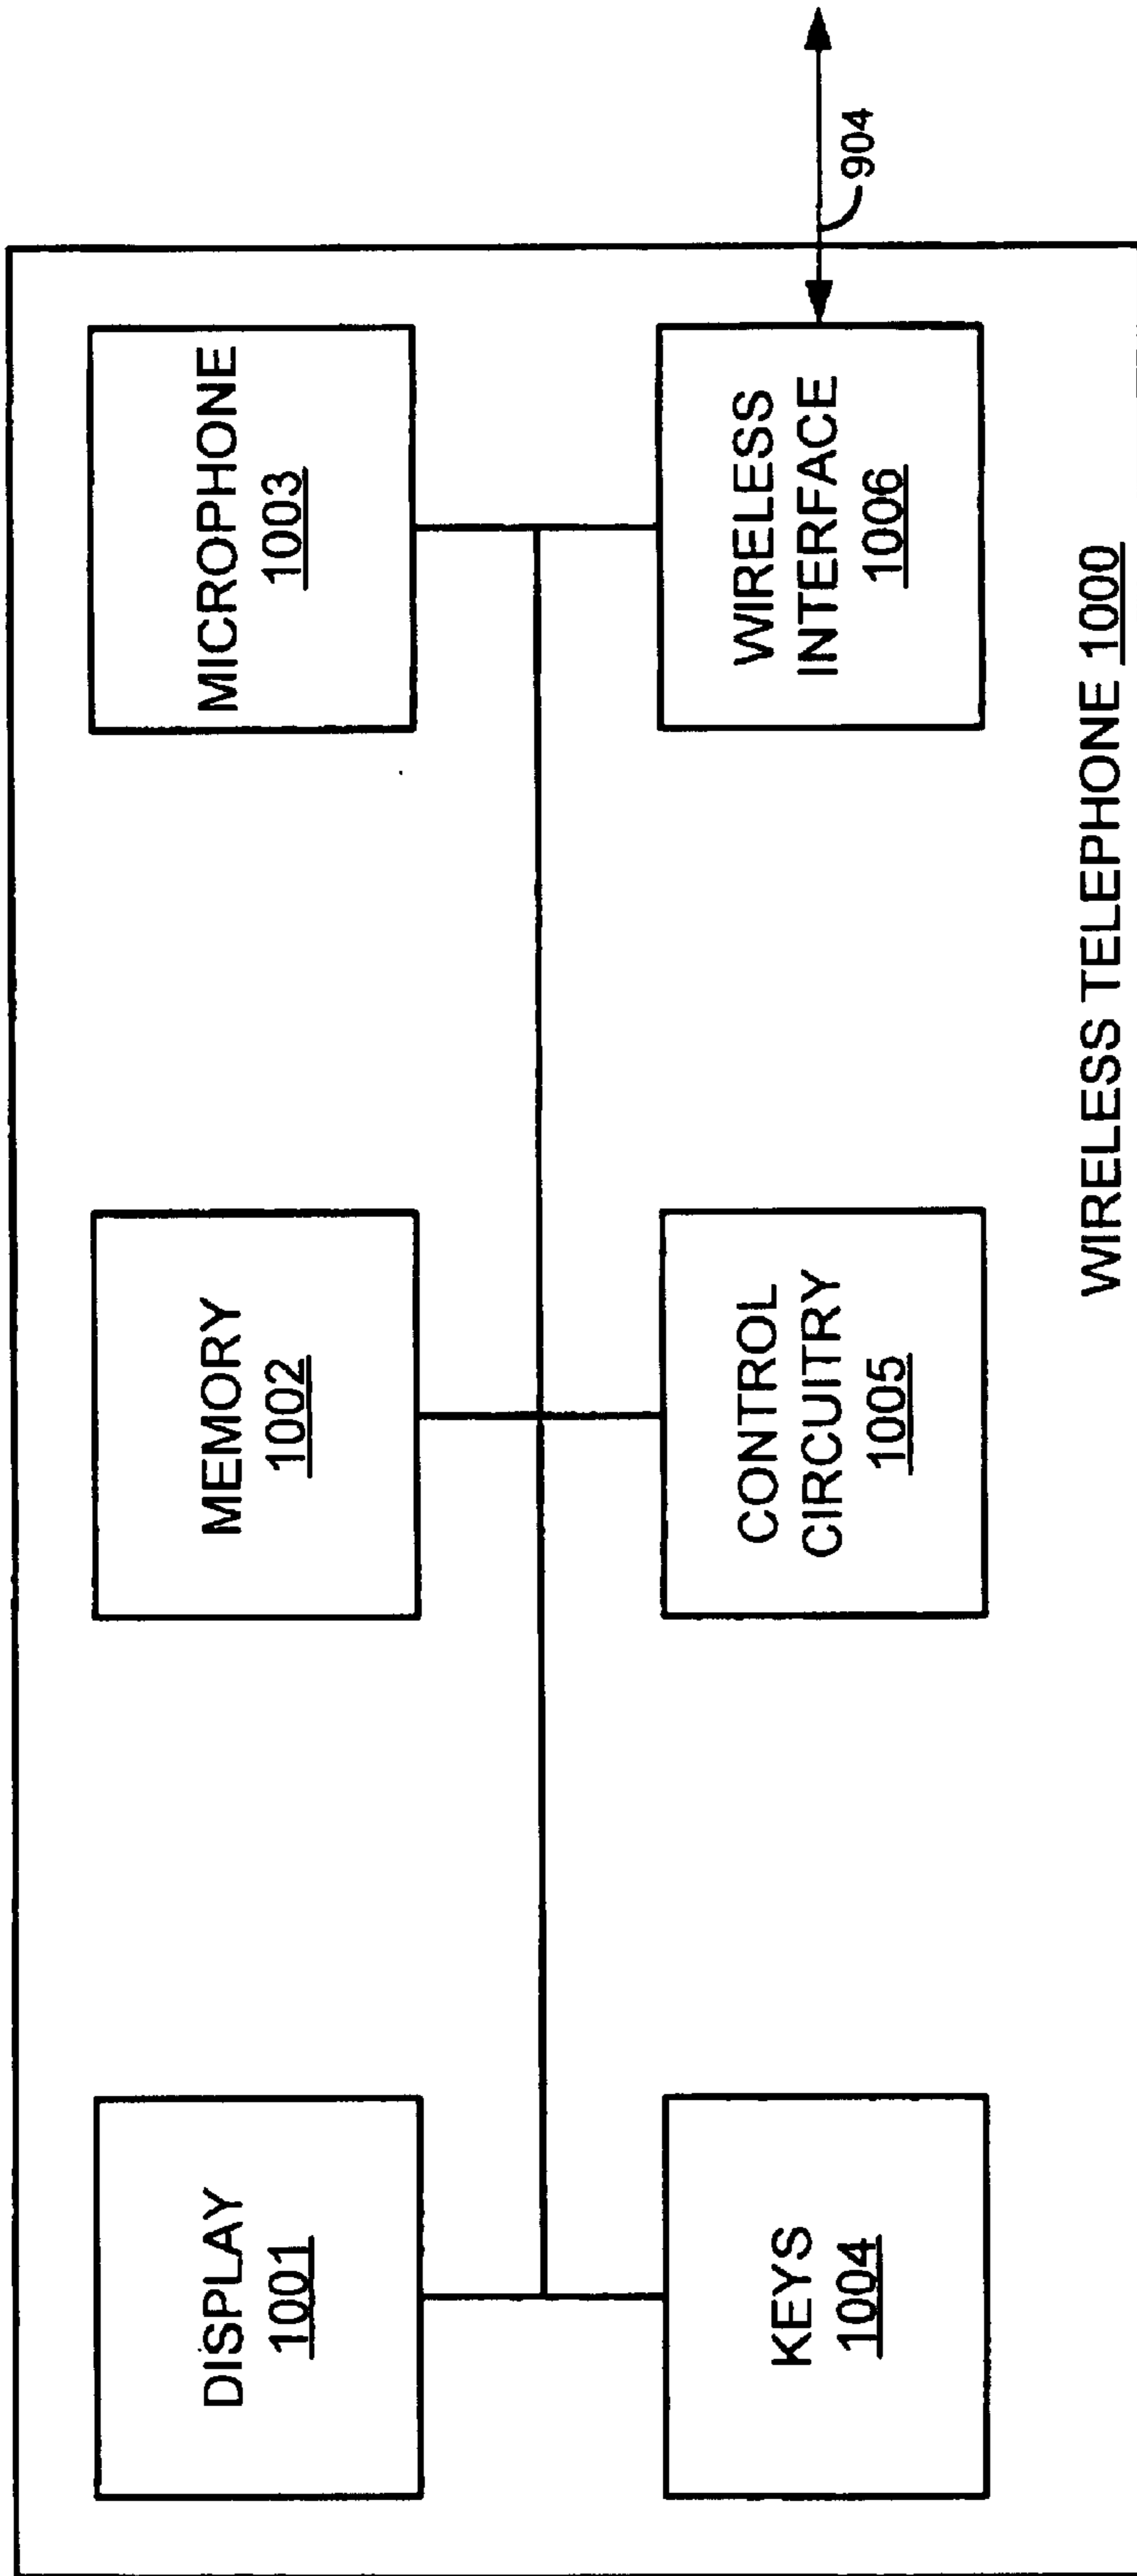 DISPLAY
1001
MEMORY
1002
MICROPHONE
1003
KEYS
1004
CONTROL
CIRCUITRY
1005
WIRELESS
INTERFACE
1006
904
WIRELESS TELEPHONE 1000